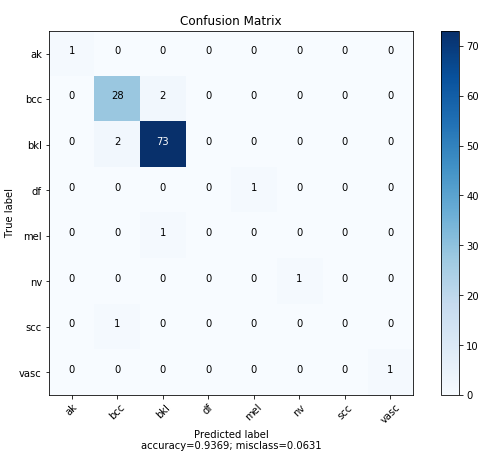 Confusion Matrix
ak 1 0 0 0 0 0 0 0
bcc 0 28 2 0 0 0 0 0
bkl 0 2 73 0 0 0 0 0
df 0 0 0 0 1 0 0 0
mel 0 0 1 0 0 0 0 0
nv 0 0 0 0 0 1 0 0
scc 0 1 0 0 0 0 0 0
vasc 0 0 0 0 0 0 0 1
True label
ak bcc bkl df mel nv scc vasc
Predicted label
accuracy=0.9369; misclass=0.0631
70
60
50
40
30
20
10
0